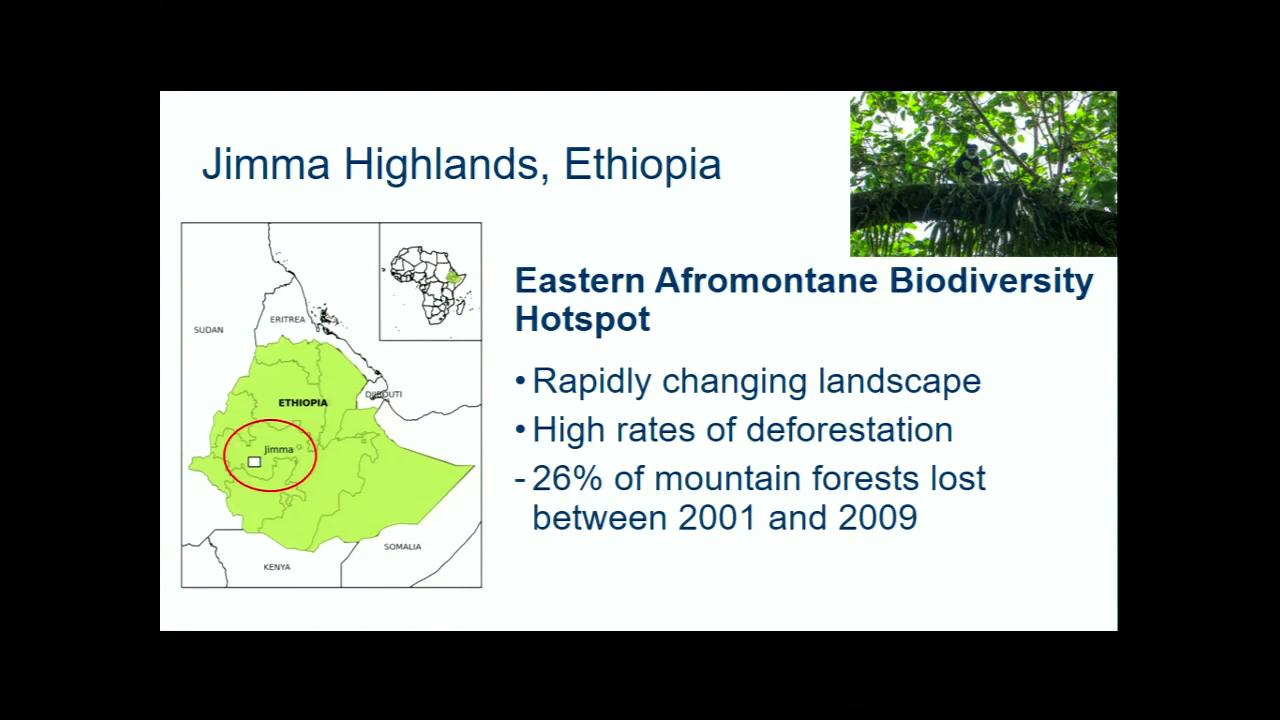 Jimma Highlands, Ethiopia
SUDAN
ERITREA
DJIBOUTI
ETHIOPIA
Jimma
SOMALIA
KENYA
Eastern Afromontane Biodiversity
Hotspot
• Rapidly changing landscape
• High rates of deforestation
- 26% of mountain forests lost
between 2001 and 2009